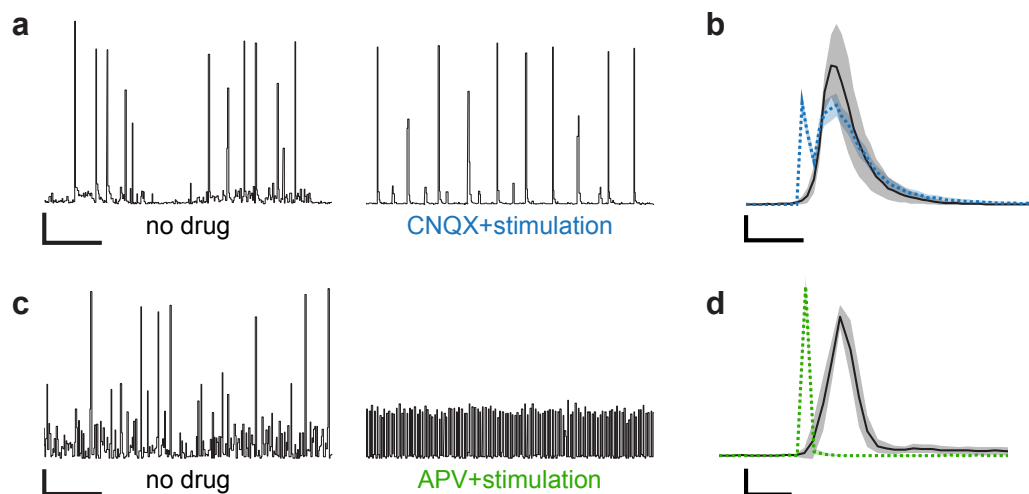 a
b
no drug
CNQX+stimulation
c
d
no drug
APV+stimulation